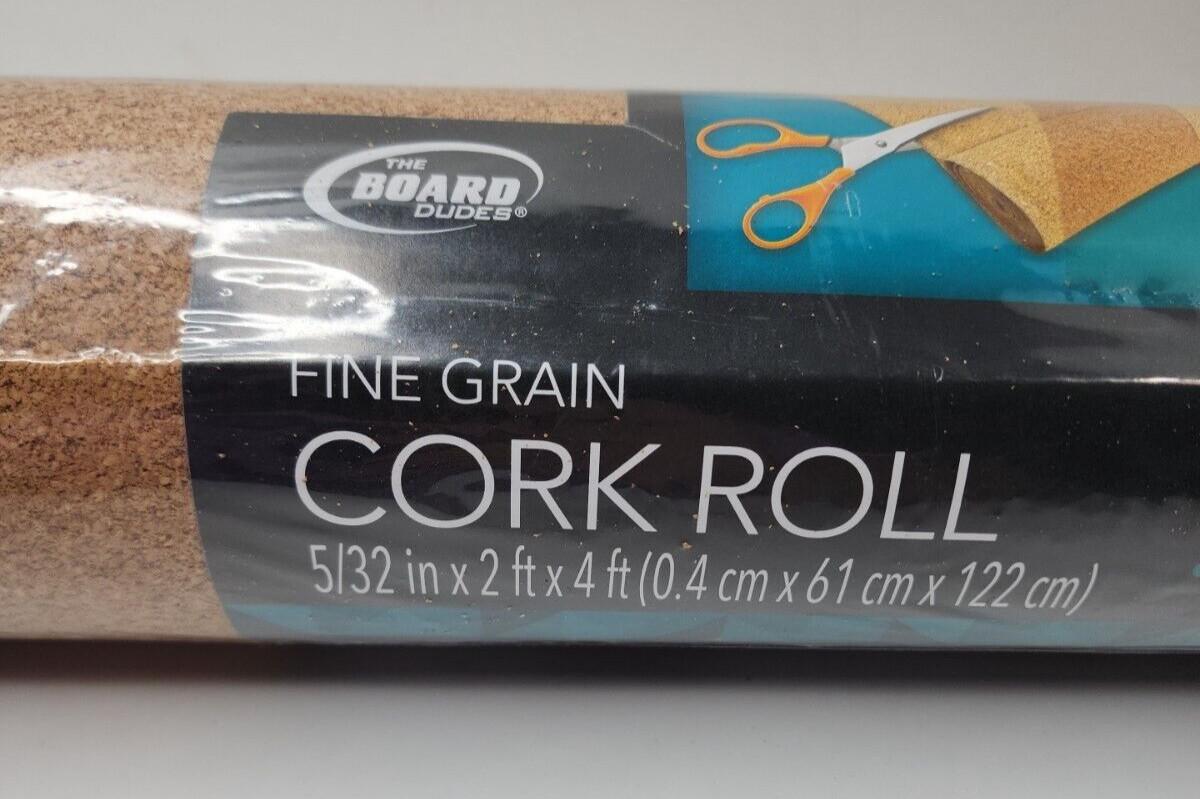 THE
BOARD
DUDES®
FINE GRAIN
CORK ROLL
5/32 in x 2 ft x 4 ft (0.4 cm x 61 cm x 122 cm)